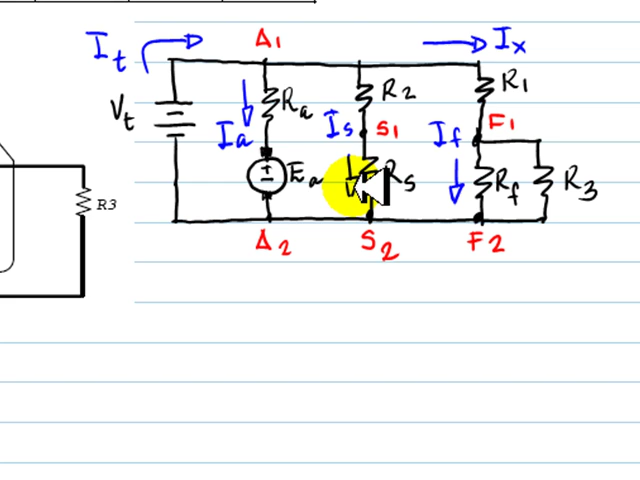 It
A1
Ix
Vt
Ra
R2
R1
Ia
Is
S1
If
F1
Ea
Rs
Rf
R3
R3
A2
S2
F2